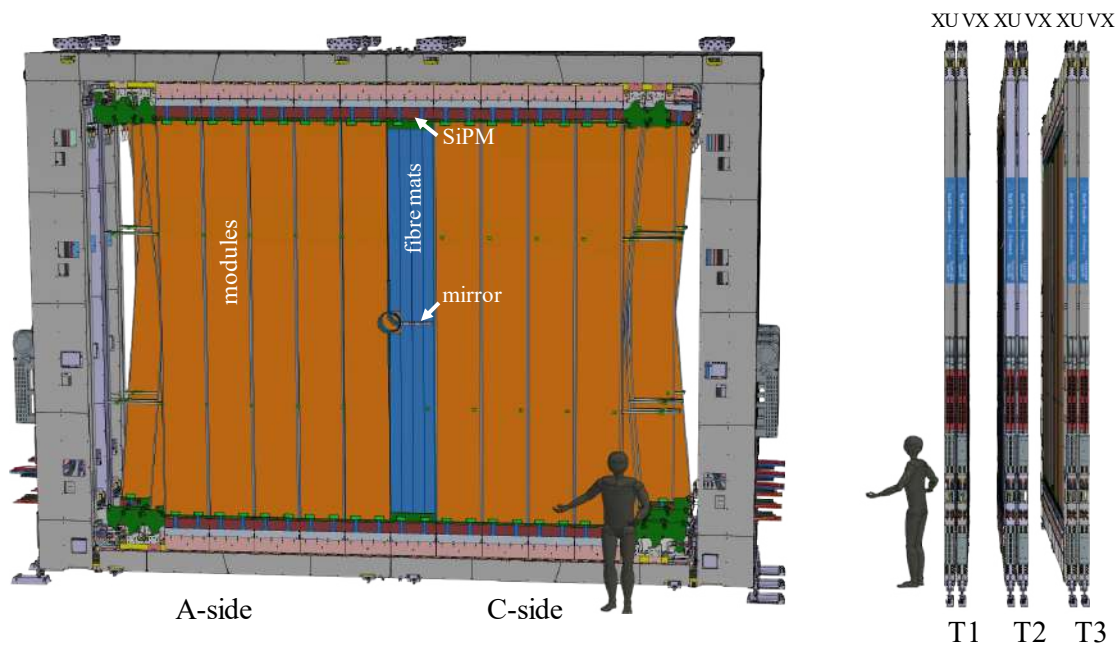 XU VX XU VX XU VX
SiPM
fibre mats
modules
mirror
A-side
C-side
T1
T2
T3